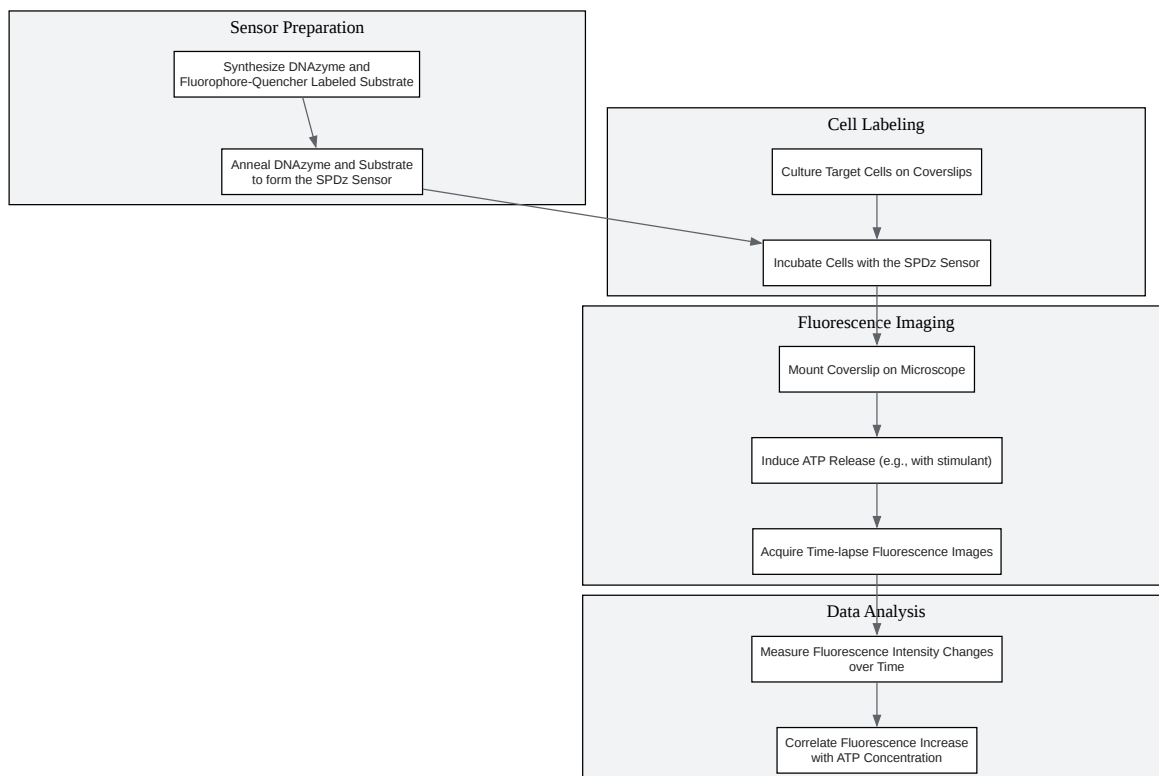 Sensor Preparation
Synthesize DNAzyme and
Fluorophore-Quencher Labeled Substrate
Anneal DNAzyme and Substrate
to form the SPDz Sensor
Cell Labeling
Culture Target Cells on Coverslips
Incubate Cells with the SPDz Sensor
Fluorescence Imaging
Mount Coverslip on Microscope
Induce ATP Release (e.g., with stimulant)
Acquire Time-lapse Fluorescence Images
Data Analysis
Measure Fluorescence Intensity Changes
over Time
Correlate Fluorescence Increase
with ATP Concentration